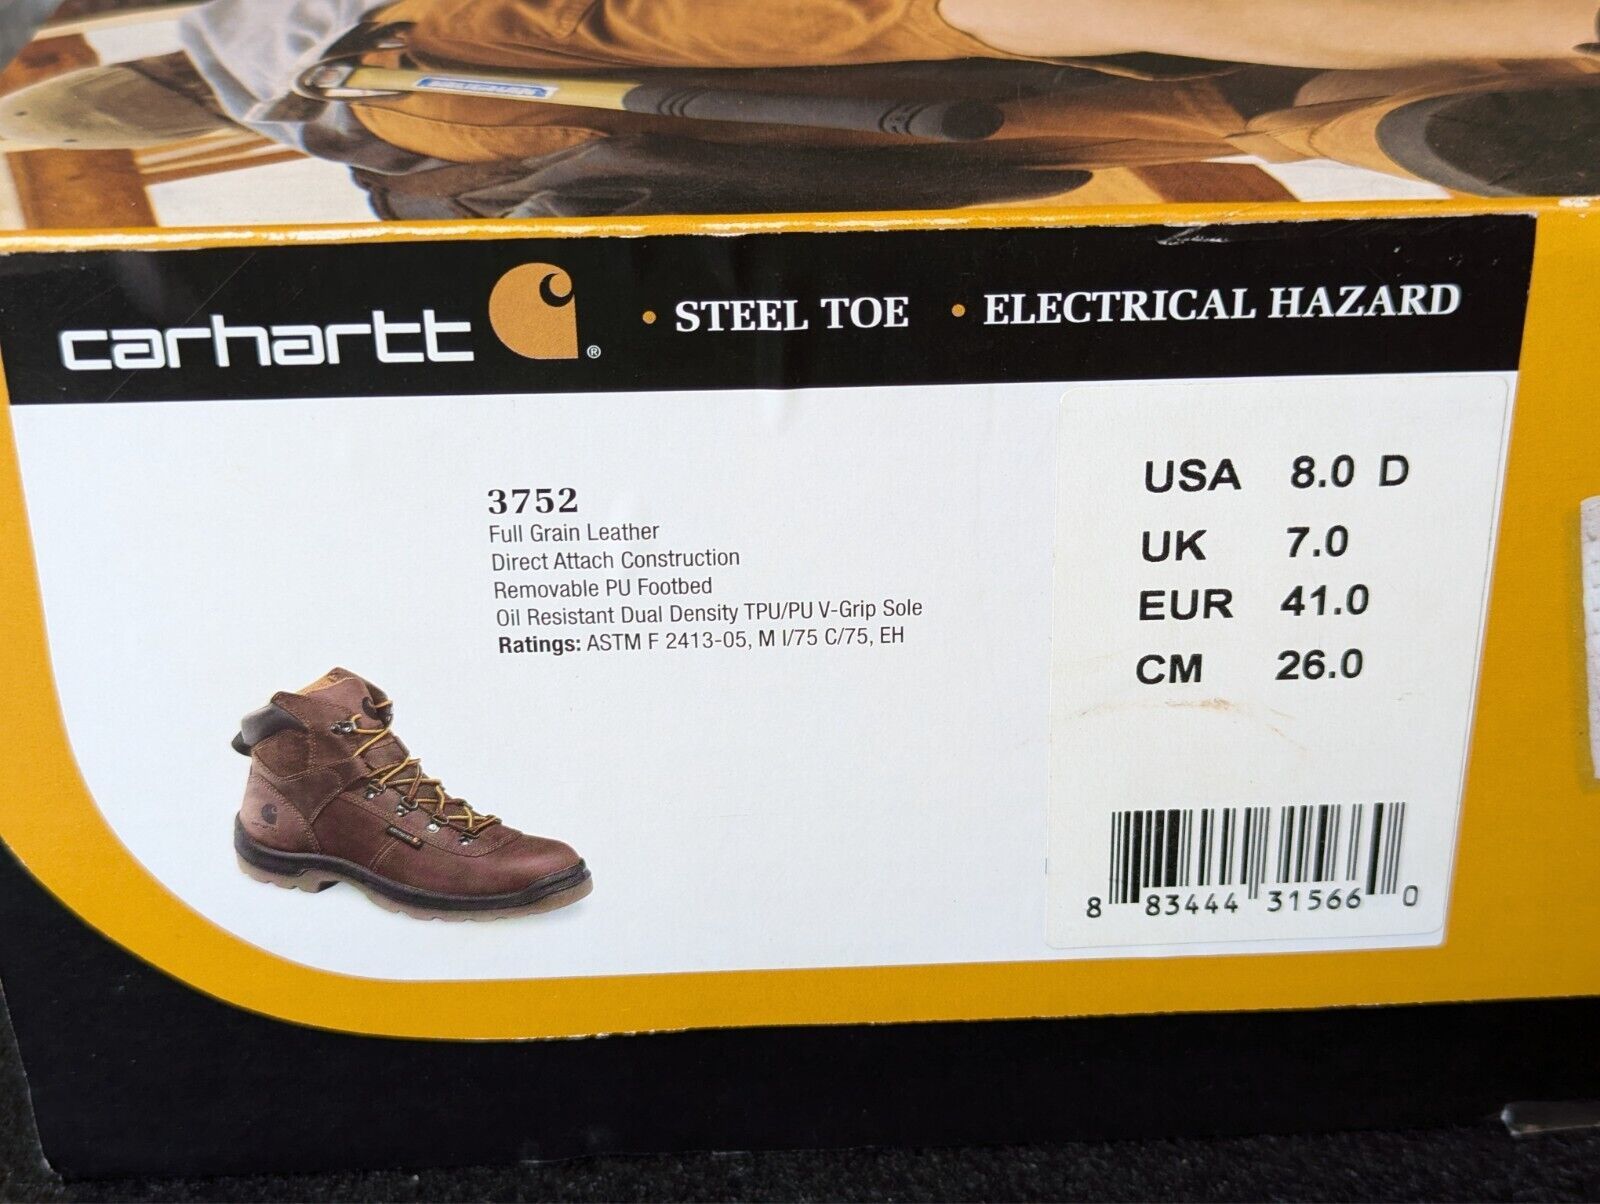 carhartt ® • STEEL TOE • ELECTRICAL HAZARD
3752
Full Grain Leather
Direct Attach Construction
Removable PU Footbed
Oil Resistant Dual Density TPU/PU V-Grip Sole
Ratings: ASTM F 2413-05, M I/75 C/75, EH
USA 8.0 D
UK 7.0
EUR 41.0
CM 26.0
8 83444 31566 0